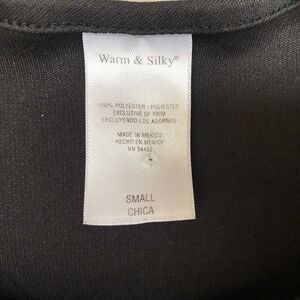 Warm & Silky®
100% POLYESTER / POLIESTER
EXCLUSIVE OF TRIM
EXCLUYENDO LOS ADORNOS
MADE IN MEXICO
HECHO EN MEXICO
RN 54452
SMALL
CHICA